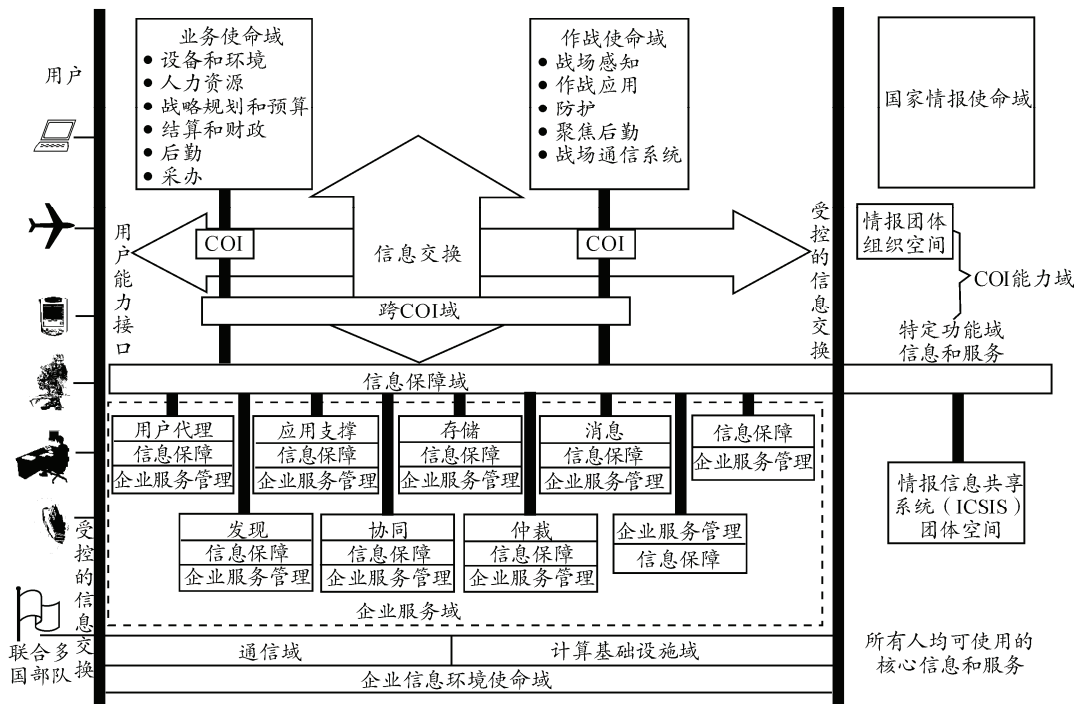 用户
业务使命域
● 设备和环境
● 人力资源
● 战略规划和预算
● 结算和财政
● 后勤
● 采办
作战使命域
● 战场感知
● 作战应用
● 防护
● 聚焦后勤
● 战场通信系统
国家情报使命域
用户能力接口
COI
信息交换
COI
跨COI域
受控的信息交换
情报团体
组织空间
COI能力域
特定功能域
信息和服务
信息保障域
用户代理
信息保障
企业服务管理
应用支撑
信息保障
企业服务管理
存储
信息保障
企业服务管理
消息
信息保障
企业服务管理
信息保障
企业服务管理
发现
信息保障
企业服务管理
协同
信息保障
企业服务管理
仲裁
信息保障
企业服务管理
企业服务管理
信息保障
企业服务域
情报信息共享
系统（ICSIS）
团体空间
受控的信息交换
联合多
国部队
通信域
计算基础设施域
企业信息环境使命域
所有人均可使用的
核心信息和服务